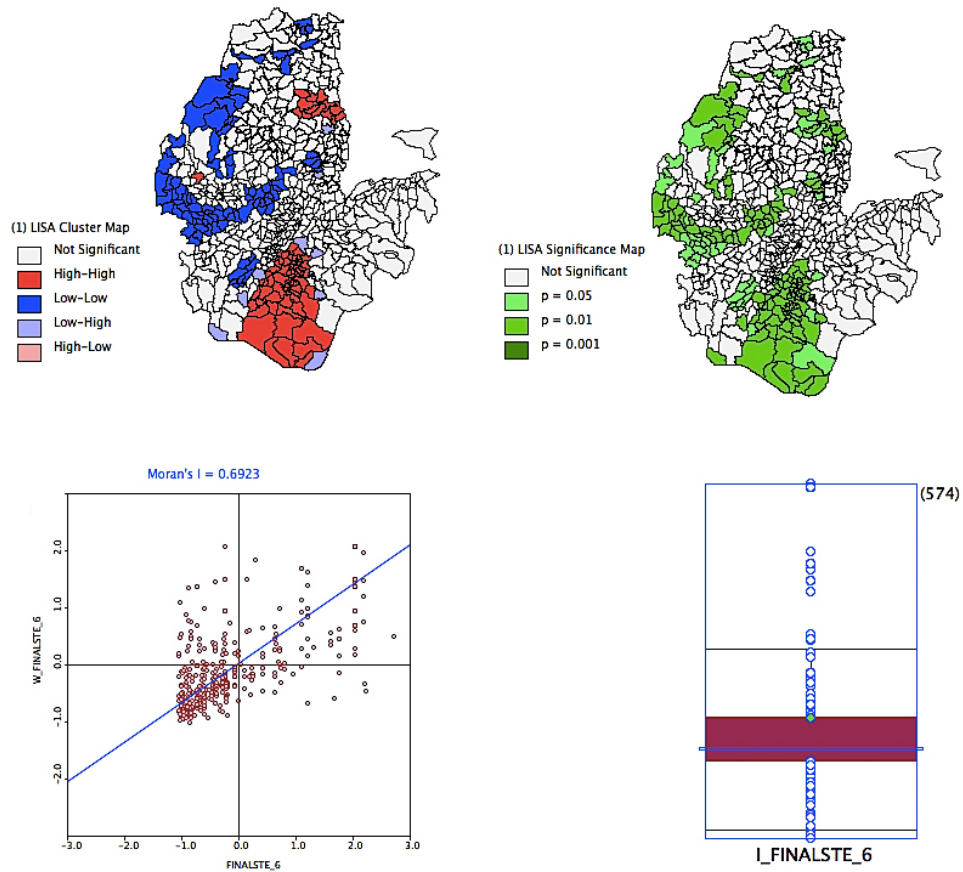 (1) LISA Cluster Map
Not Significant
High-High
Low-Low
Low-High
High-Low
(1) LISA Significance Map
Not Significant
p = 0.05
p = 0.01
p = 0.001
Moran's I = 0.6923
2.0
1.0
0.0
-1.0
-2.0
W_FINALSTE_6
-3.0 -2.0 -1.0 0.0 1.0 2.0 3.0
FINALSTE_6
(574)
I_FINALSTE_6